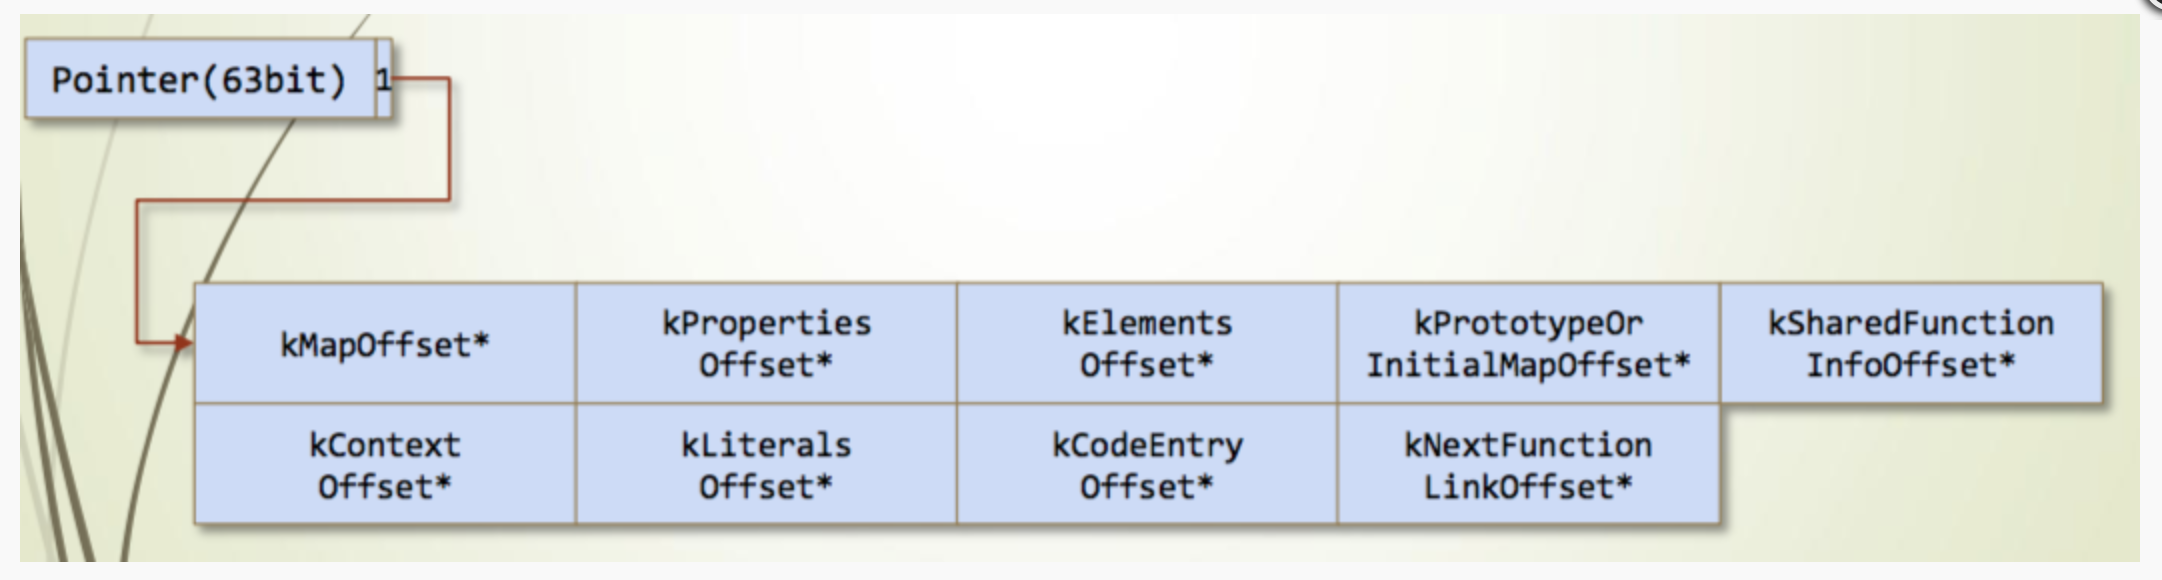 Pointer(63bit) 1
kMapOffset*
kProperties
Offset*
kElements
Offset*
kPrototypeOr
InitialMapOffset*
kSharedFunction
InfoOffset*
kContext
Offset*
kLiterals
Offset*
kCodeEntry
Offset*
kNextFunction
LinkOffset*